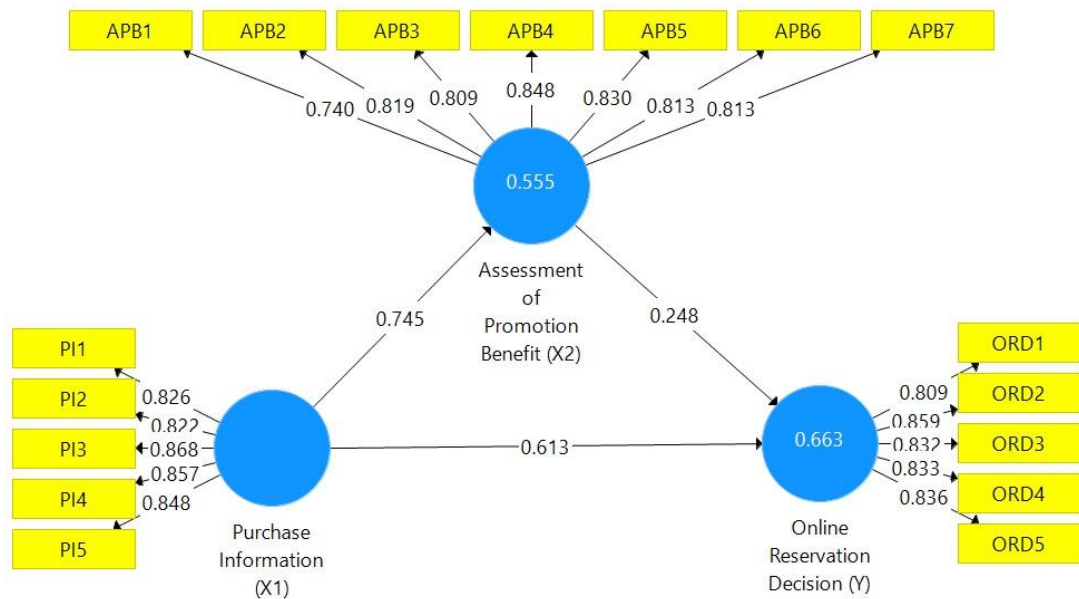 APB1 APB2 APB3 APB4 APB5 APB6 APB7
0.740 0.819 0.809 0.848 0.830 0.813 0.813
0.555
Assessment
of
Promotion
Benefit (X2)
0.745
0.248
PI1
PI2
PI3
PI4
PI5
0.826
0.822
0.868
0.857
0.848
Purchase
Information
(X1)
0.613
0.663
Online
Reservation
Decision (Y)
0.809
0.859
0.832
0.833
0.836
ORD1
ORD2
ORD3
ORD4
ORD5